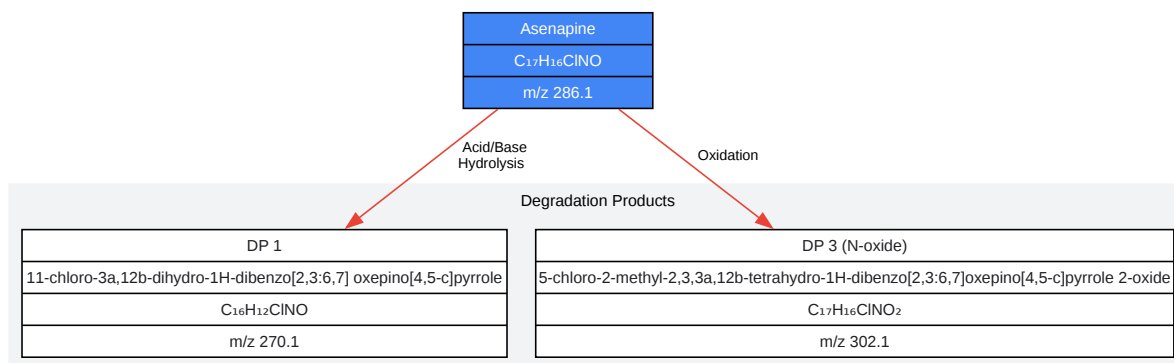 Asenapine
C₁₇H₁₆ClNO
m/z 286.1
Acid/Base
Hydrolysis
Oxidation
Degradation Products
DP 1
11-chloro-3a,12b-dihydro-1H-dibenzo[2,3:6,7] oxepino[4,5-c]pyrrole
C₁₆H₁₂ClNO
m/z 270.1
DP 3 (N-oxide)
5-chloro-2-methyl-2,3,3a,12b-tetrahydro-1H-dibenzo[2,3:6,7]oxepino[4,5-c]pyrrole 2-oxide
C₁₇H₁₆ClNO₂
m/z 302.1